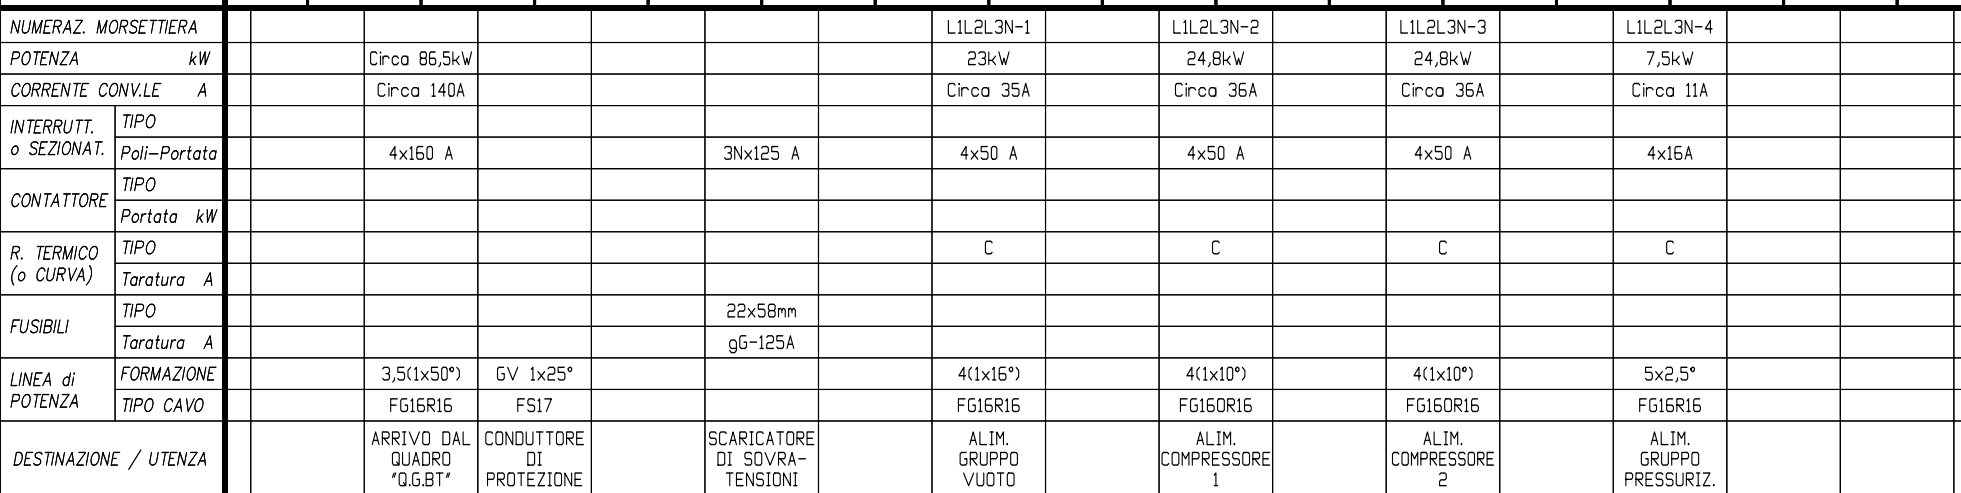 NUMERAZ. MORSETTIERA L1L2L3N-1 L1L2L3N-2 L1L2L3N-3 L1L2L3N-4
POTENZA kW Circa 86,5kW 23kW 24,8kW 24,8kW 7,5kW
CORRENTE CONV.LE A Circa 140A Circa 35A Circa 36A Circa 36A Circa 11A
INTERRUTT.
o SEZIONAT.
TIPO
Poli-Portata 4x160 A 3Nx125 A 4x50 A 4x50 A 4x50 A 4x16A
CONTATTORE
TIPO
Portata kW
R. TERMICO
(o CURVA)
TIPO C C C C
Taratura A
FUSIBILI
TIPO 22x58mm
Taratura A gG-125A
LINEA di
POTENZA
FORMAZIONE 3,5(1x50°) GV 1x25° 4(1x16°) 4(1x10°) 4(1x10°) 5x2,5°
TIPO CAVO FG16R16 FS17 FG16R16 FG16OR16 FG16OR16 FG16R16
DESTINAZIONE / UTENZA
ARRIVO DAL
QUADRO
"Q.G.BT"
CONDUTTORE
DI
PROTEZIONE
SCARICATORE
DI SOVRA-
TENSIONI
ALIM.
GRUPPO
VUOTO
ALIM.
COMPRESSORE
1
ALIM.
COMPRESSORE
2
ALIM.
GRUPPO
PRESSURIZ.